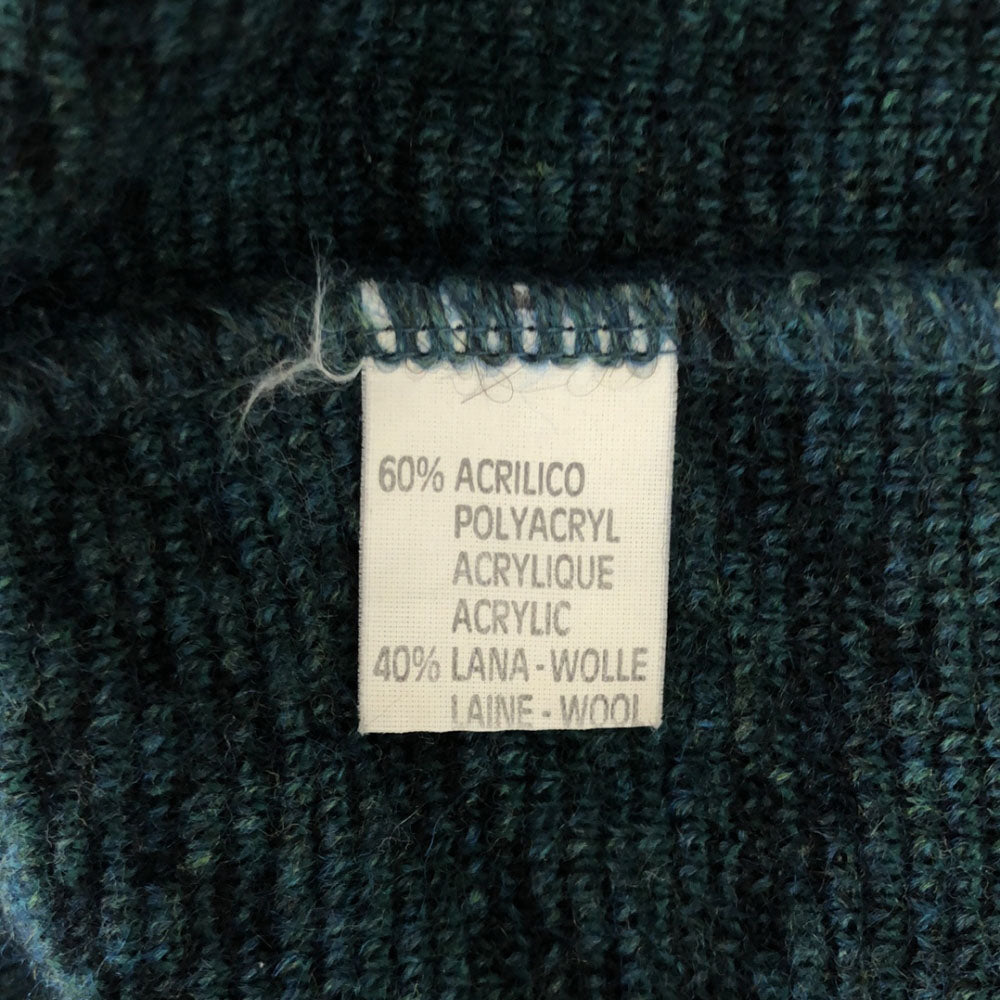 60% ACRILICO
POLYACRYL
ACRYLIQUE
ACRYLIC
40% LANA - WOLLE
LAINE - WOOL